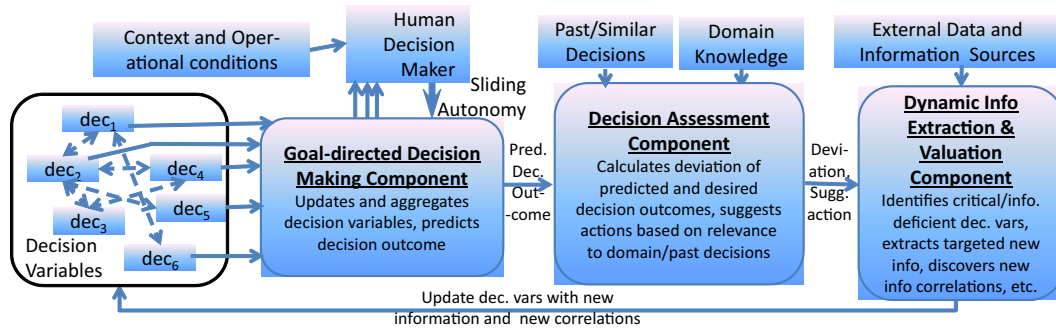 Context and Oper-
ational conditions
Human
Decision
Maker
Past/Similar
Decisions
Domain
Knowledge
External Data and
Information Sources
Sliding
Autonomy
dec1
dec2
dec4
dec3
dec5
dec6
Decision
Variables
Goal-directed Decision
Making Component
Updates and aggregates
decision variables, predicts
decision outcome
Pred.
Dec.
Out-
-come
Decision Assessment
Component
Calculates deviation of
predicted and desired
decision outcomes, suggests
actions based on relevance
to domain/past decisions
Devi-
ation,
Sugg.
action
Dynamic Info
Extraction &
Valuation
Component
Identifies critical/info.
deficient dec. vars,
extracts targeted new
info, discovers new
info correlations, etc.
Update dec. vars with new
information and new correlations